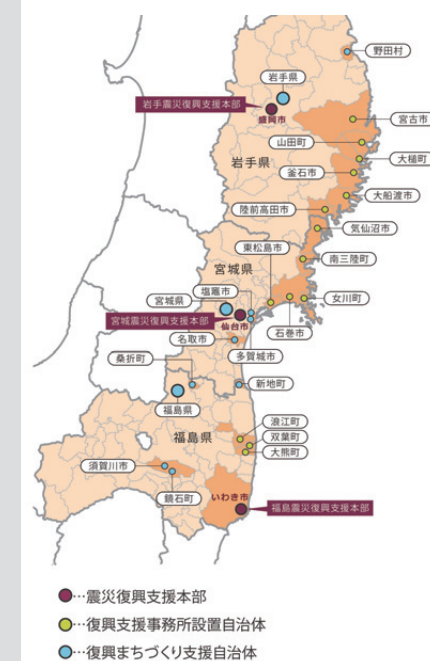 野田村
岩手県
岩手震災復興支援本部
盛岡市
宮古市
山田町
岩手県
大槌町
釜石市
大船渡市
陸前高田市
気仙沼市
東松島市
南三陸町
宮城県
塩竈市
宮城県
女川町
宮城震災復興支援本部
仙台市
石巻市
名取市
多賀城市
桑折町
新地町
福島県
浪江町
福島県
双葉町
大熊町
須賀川市
鏡石町
いわき市
福島震災復興支援本部
…震災復興支援本部
…復興支援事務所設置自治体
…復興まちづくり支援自治体